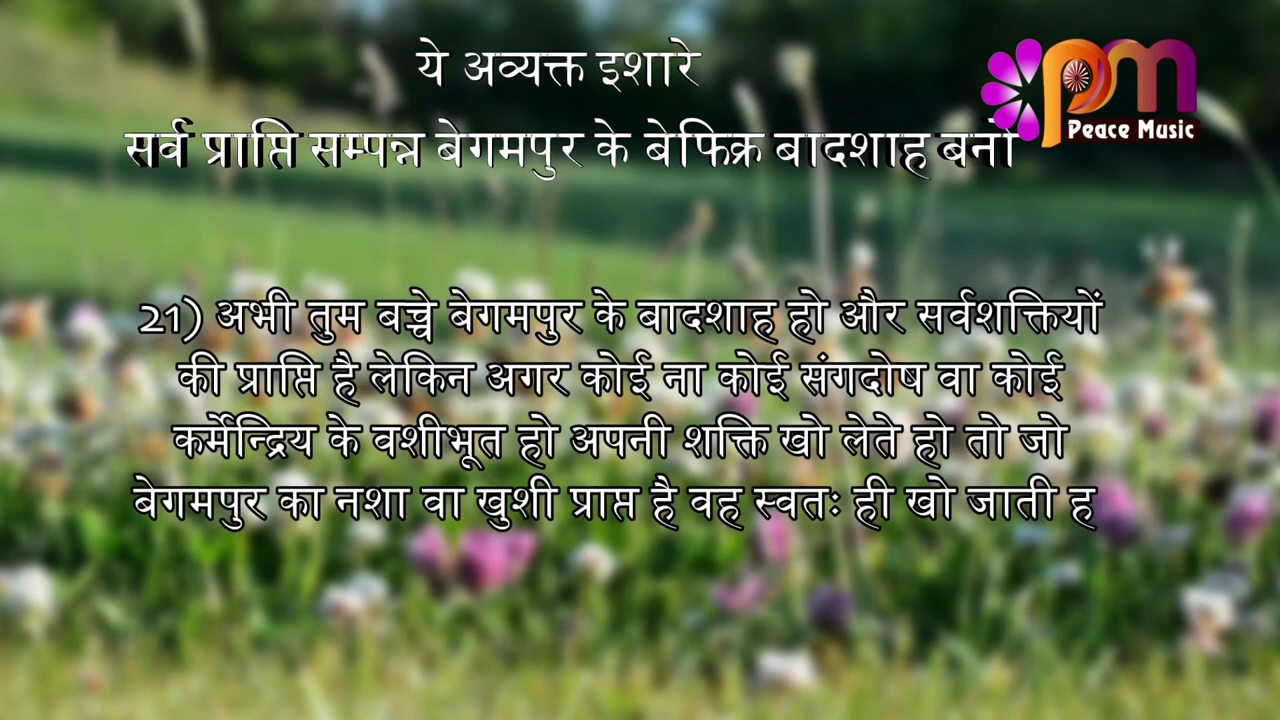 ये अव्यक्त इशारे
सर्व प्राप्ति सम्पन्न बेगमपुर के बेफिक्र बादशाह बनो
pm
Peace Music
21) अभी तुम बच्चे बेगमपुर के बादशाह हो और सर्वशक्तियों
की प्राप्ति है लेकिन अगर कोई ना कोई संगदोष वा कोई
कर्मेन्द्रिय के वशीभूत हो अपनी शक्ति खो लेते हो तो जो
बेगमपुर का नशा वा खुशी प्राप्त है वह स्वतः ही खो जाती ह